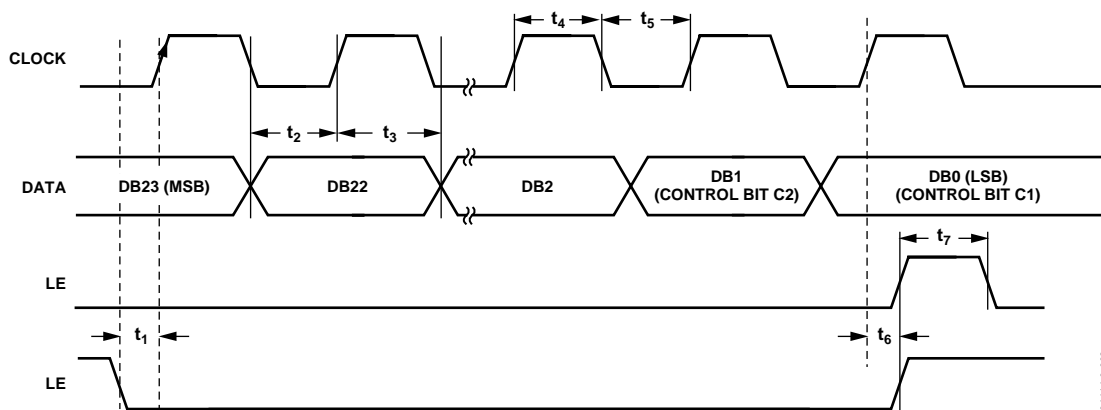 t4
t5
CLOCK
t2
t3
DATA
DB23 (MSB)
DB22
DB2
DB1
(CONTROL BIT C2)
DB0 (LSB)
(CONTROL BIT C1)
t7
LE
t1
t6
LE